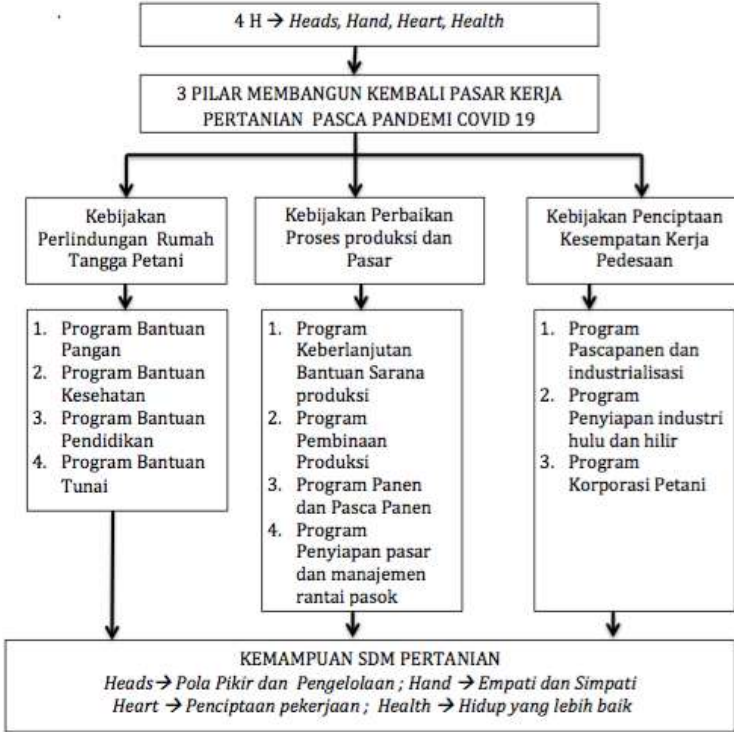 4 H → Heads, Hand, Heart, Health
3 PILAR MEMBANGUN KEMBALI PASAR KERJA
PERTANIAN PASCA PANDEMI COVID 19
Kebijakan
Perlindungan Rumah
Tangga Petani
Kebijakan Perbaikan
Proses produksi dan
Pasar
Kebijakan Penciptaan
Kesempatan Kerja
Pedesaan
1. Program Bantuan
Pangan
2. Program Bantuan
Kesehatan
3. Program Bantuan
Pendidikan
4. Program Bantuan
Tunai
1. Program
Keberlanjutan
Bantuan Sarana
produksi
2. Program
Pembinaan
Produksi
3. Program Panen
dan Pasca Panen
4. Program
Penyiapan pasar
dan manajemen
rantai pasok
1. Program
Pascapanen dan
industrialisasi
2. Program
Penyiapan industri
hulu dan hilir
3. Program
Korporasi Petani
KEMAMPUAN SDM PERTANIAN
Heads→ Pola Pikir dan Pengelolaan ; Hand → Empati dan Simpati
Heart → Penciptaan pekerjaan ; Health → Hidup yang lebih baik